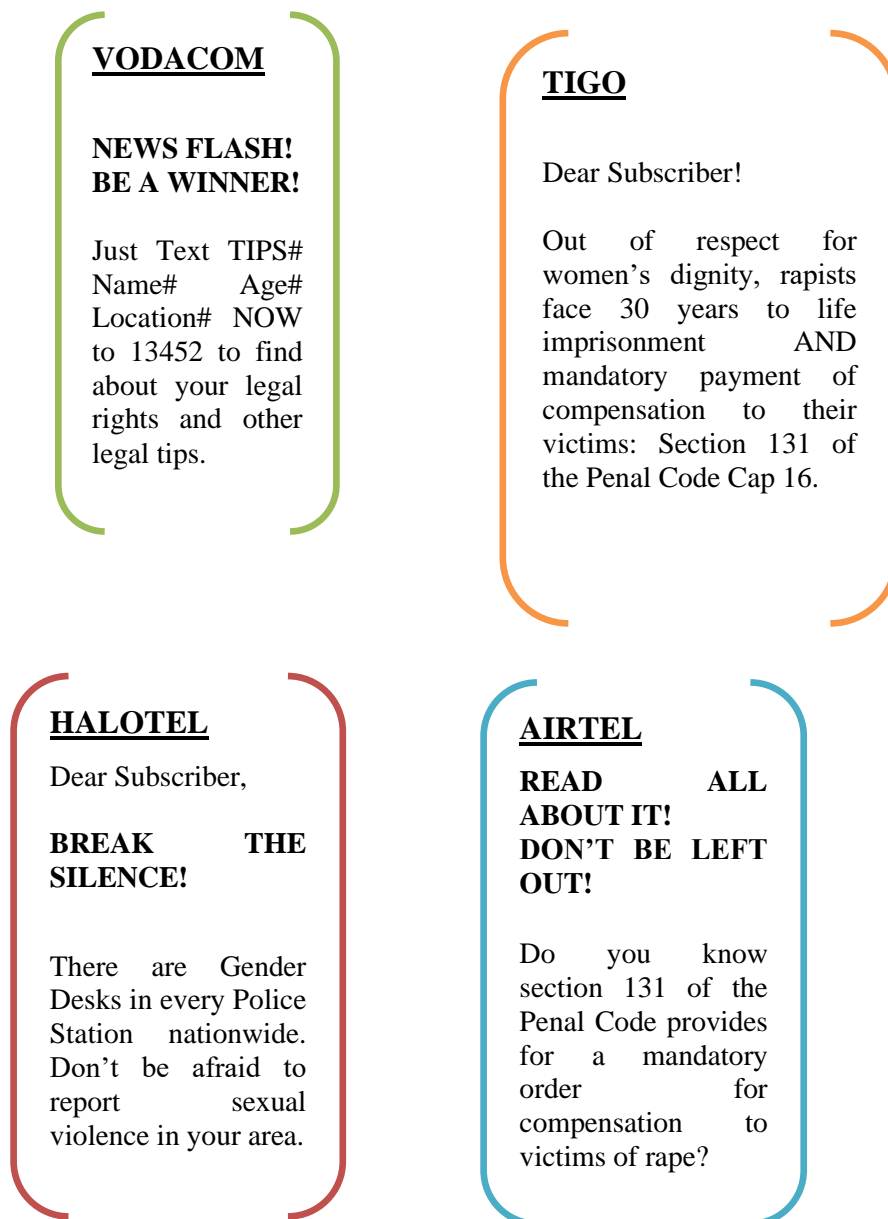 VODACOM
NEWS FLASH!
BE A WINNER!
Just Text TIPS#
Name# Age#
Location# NOW
to 13452 to find
about your legal
rights and other
legal tips.
TIGO
Dear Subscriber!
Out of respect for
women’s dignity, rapists
face 30 years to life
imprisonment AND
mandatory payment of
compensation to their
victims: Section 131 of
the Penal Code Cap 16.
HALOTEL
Dear Subscriber,
BREAK THE
SILENCE!
There are Gender
Desks in every Police
Station nationwide.
Don’t be afraid to
report sexual
violence in your area.
AIRTEL
READ ALL
ABOUT IT!
DON’T BE LEFT
OUT!
Do you know
section 131 of the
Penal Code provides
for a mandatory
order for
compensation to
victims of rape?